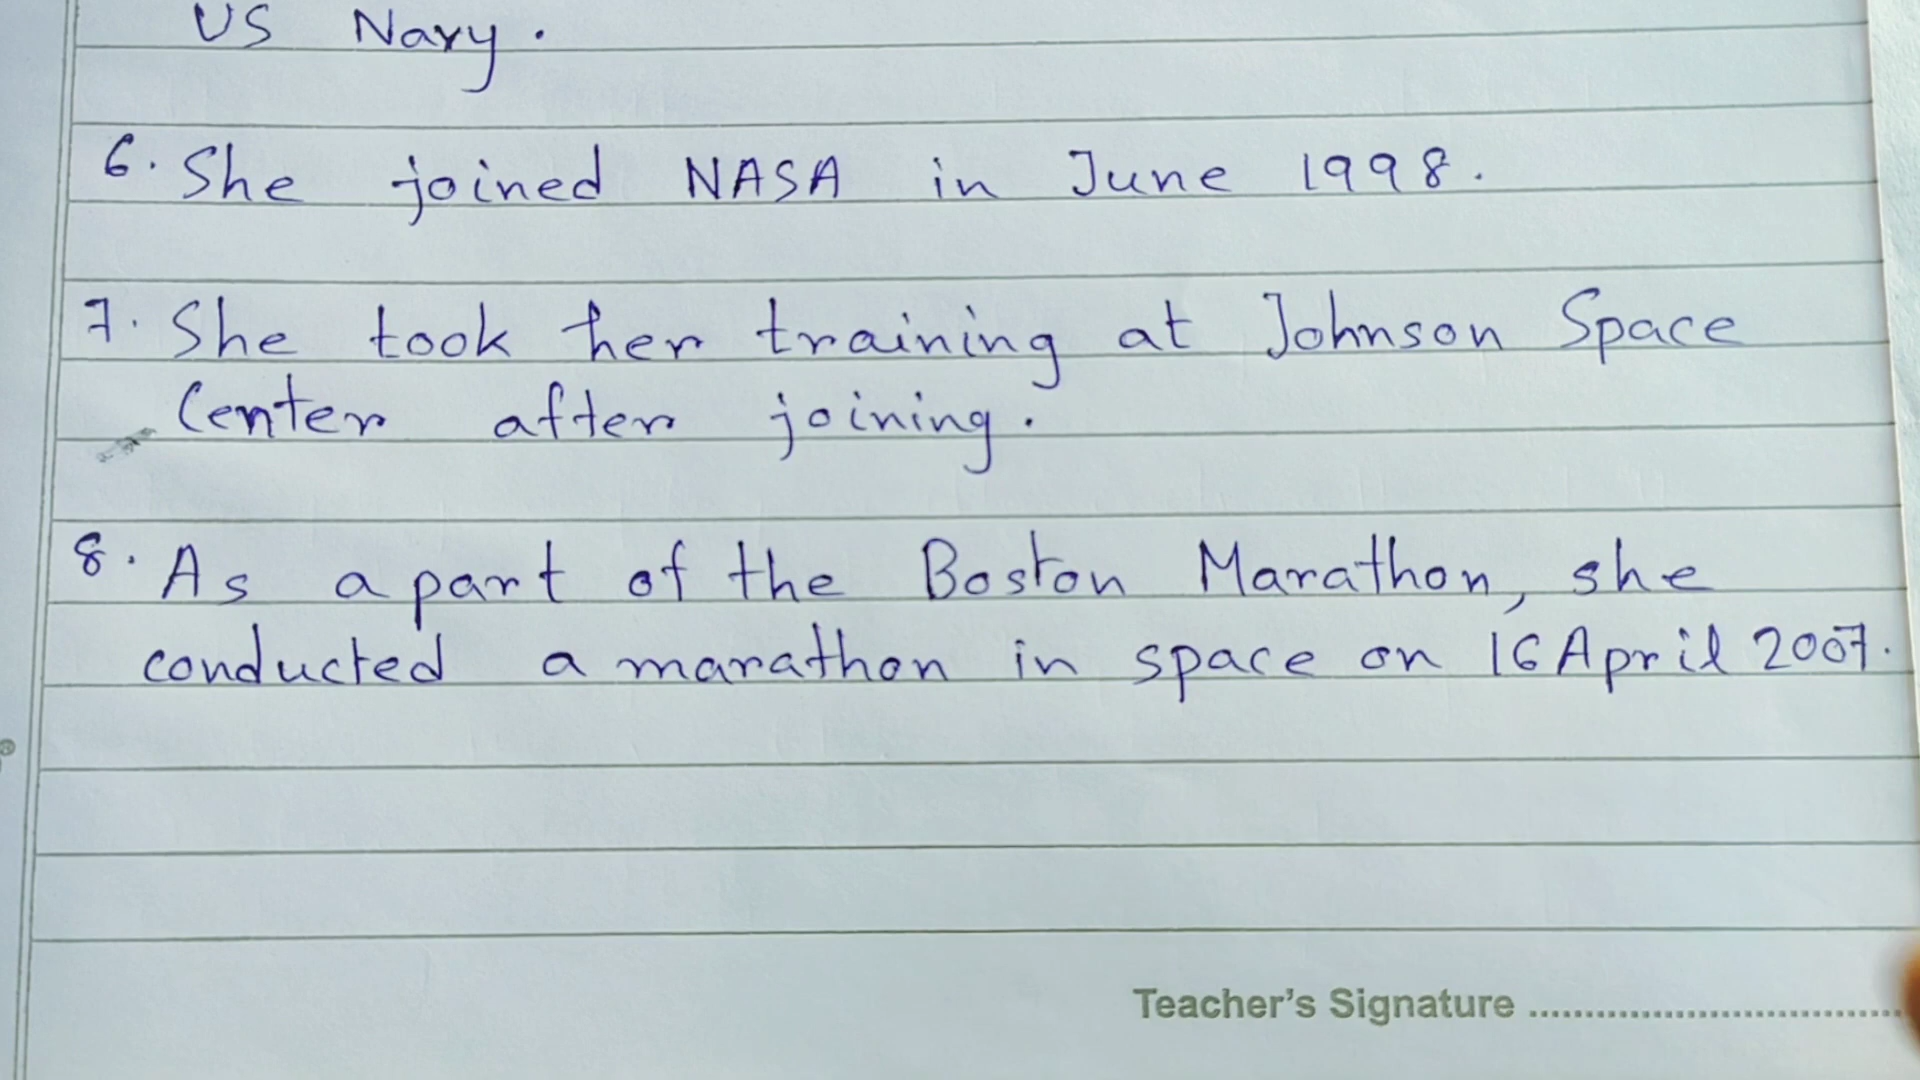 US Navy.
6. She joined NASA in June 1998.
7. She took her training at Johnson Space
Center after joining.
8. As a part of the Boston Marathon, she
conducted a marathon in space on 16 April 2007.
Teacher's Signature ................................